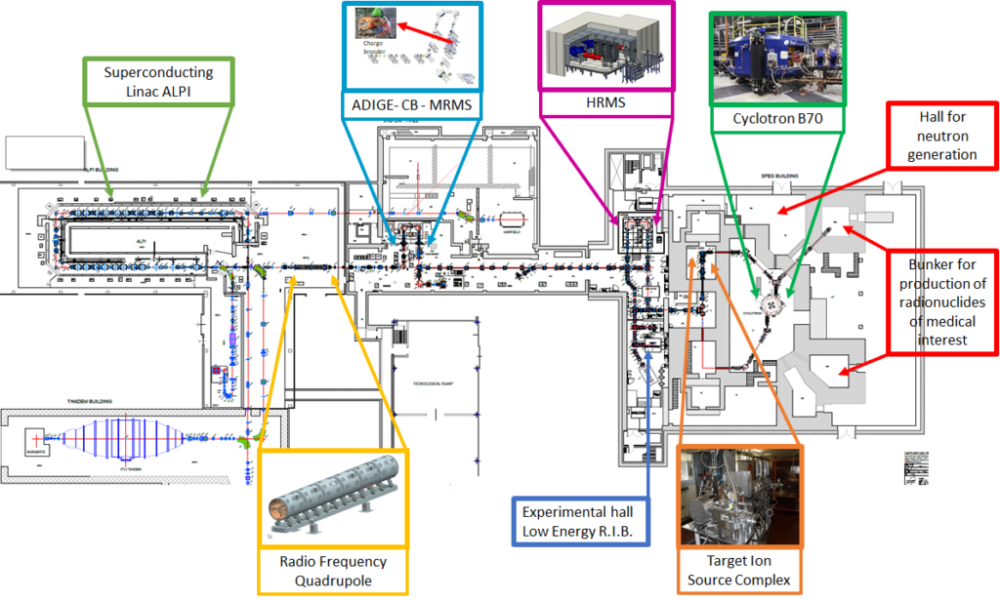 Charge
breeder
Superconducting
Linac ALPI
ADIGE- CB - MRMS
HRMS
Cyclotron B70
Hall for
neutron
generation
ALPI BUILDING
SPES BUILDING
ALPI
CYCLOTRON
Bunker for
production of
radionuclides
of medical
interest
TECNOLOGICAL PLANT
TANDEM BUILDING
Experimental hall
Low Energy R.I.B.
Radio Frequency
Quadrupole
Target Ion
Source Complex